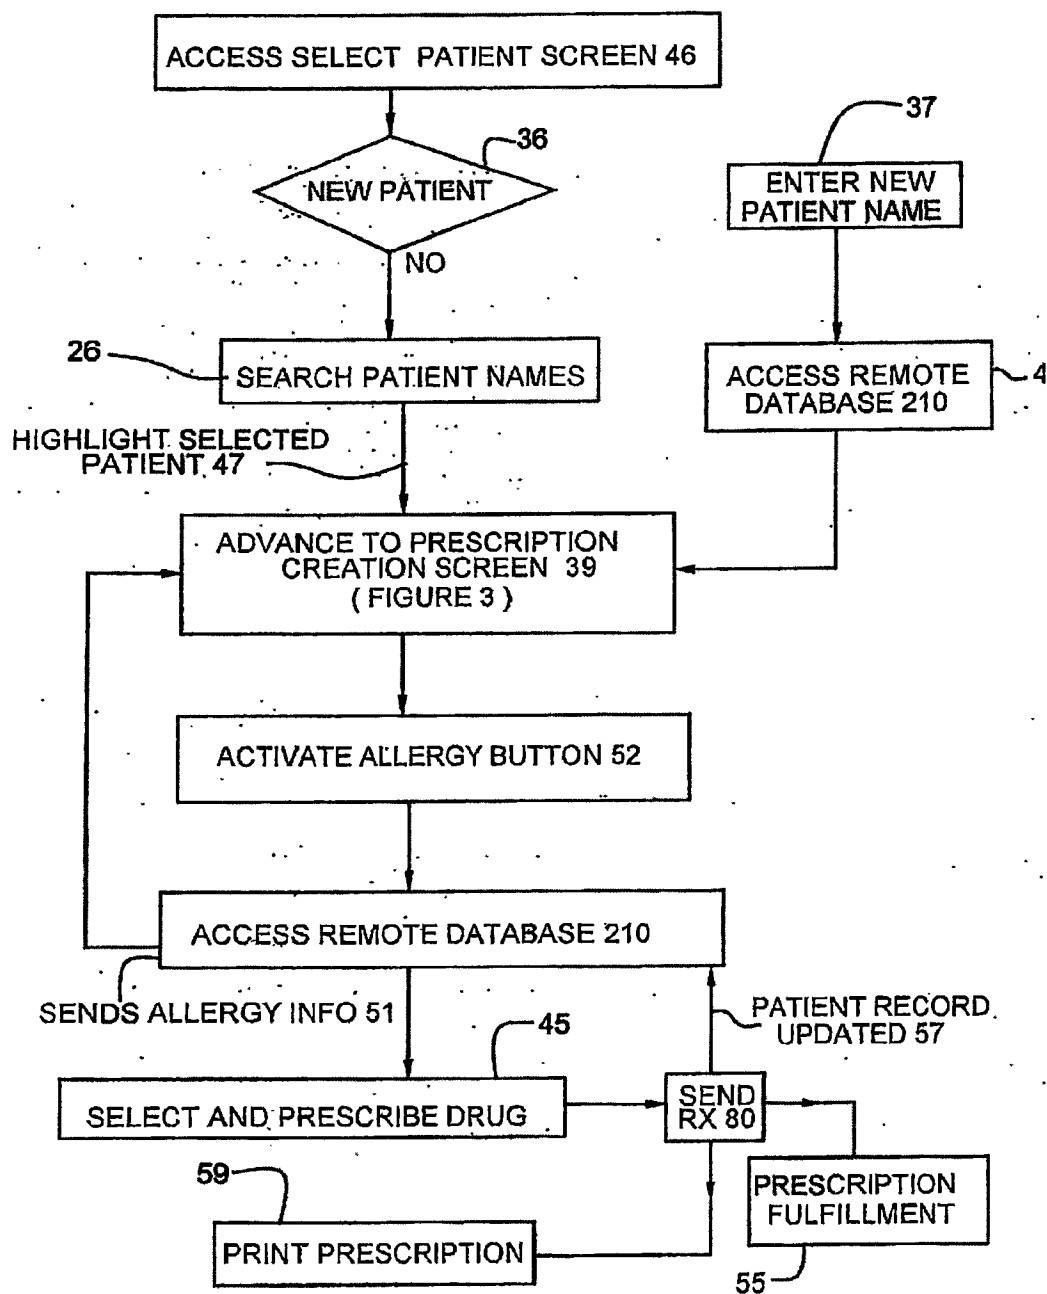 ACCESS SELECT PATIENT SCREEN 46
36
NEW PATIENT
NO
37
ENTER NEW
PATIENT NAME
26
SEARCH PATIENT NAMES
ACCESS REMOTE
DATABASE 210
4
HIGHLIGHT SELECTED
PATIENT 47
ADVANCE TO PRESCRIPTION
CREATION SCREEN 39
( FIGURE 3 )
ACTIVATE ALLERGY BUTTON 52
ACCESS REMOTE DATABASE 210
SENDS ALLERGY INFO 51
PATIENT RECORD
UPDATED 57
45
SELECT AND PRESCRIBE DRUG
SEND
RX 80
59
PRINT PRESCRIPTION
PRESCRIPTION
FULFILLMENT
55